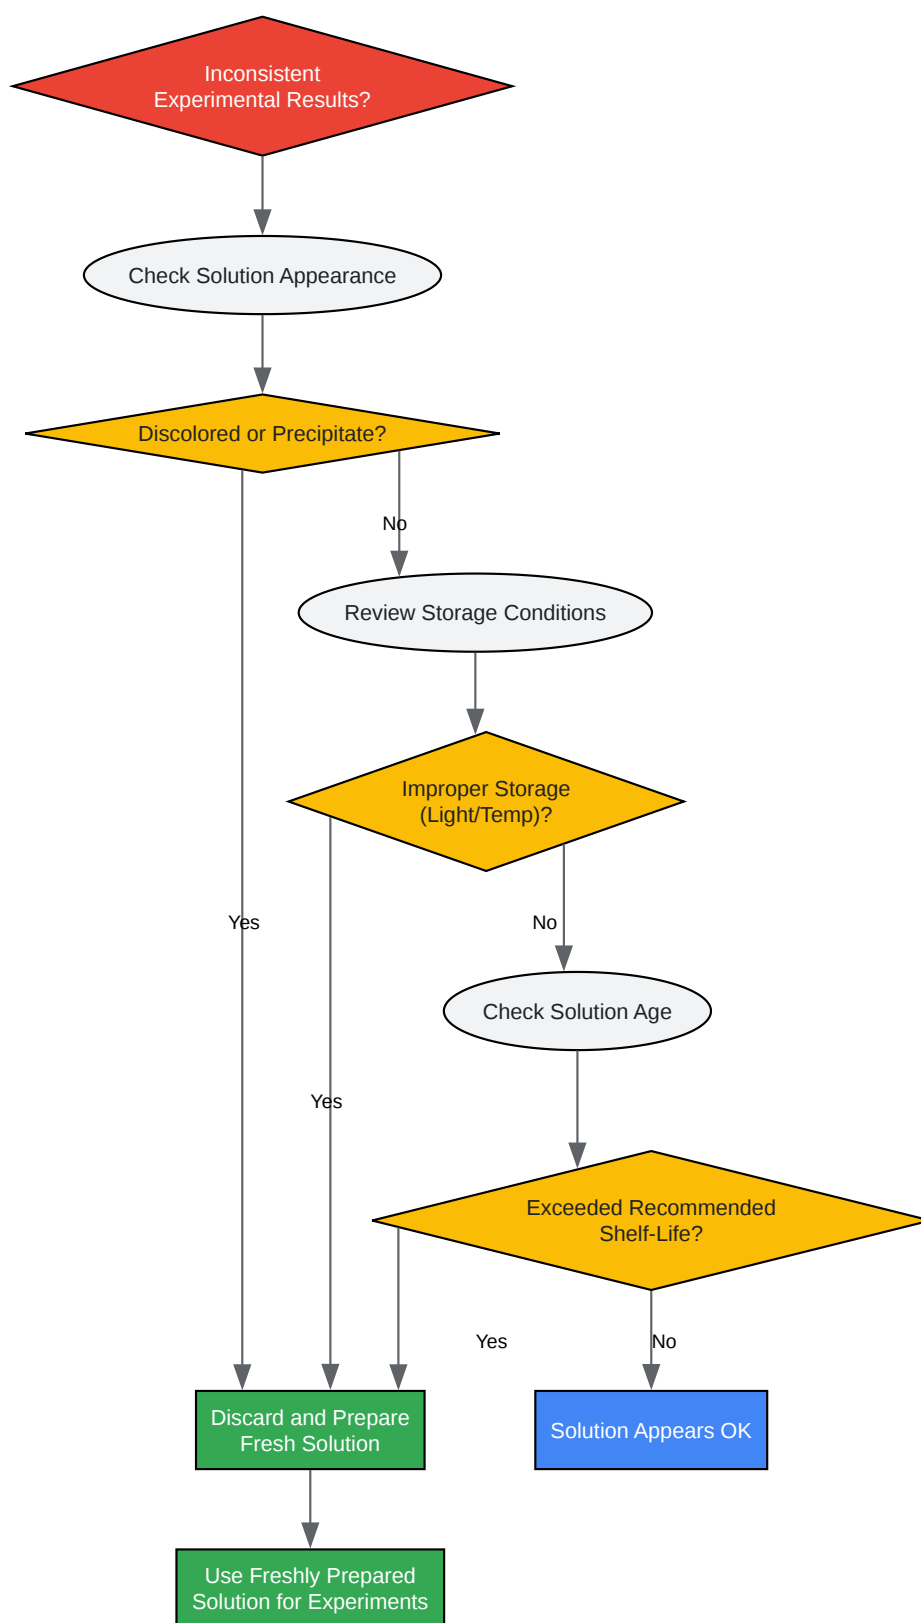 Inconsistent
Experimental Results?
Check Solution Appearance
Discolored or Precipitate?
No
Review Storage Conditions
Improper Storage
(Light/Temp)?
Yes
No
Check Solution Age
Yes
Exceeded Recommended
Shelf-Life?
Yes
No
Discard and Prepare
Fresh Solution
Solution Appears OK
Use Freshly Prepared
Solution for Experiments